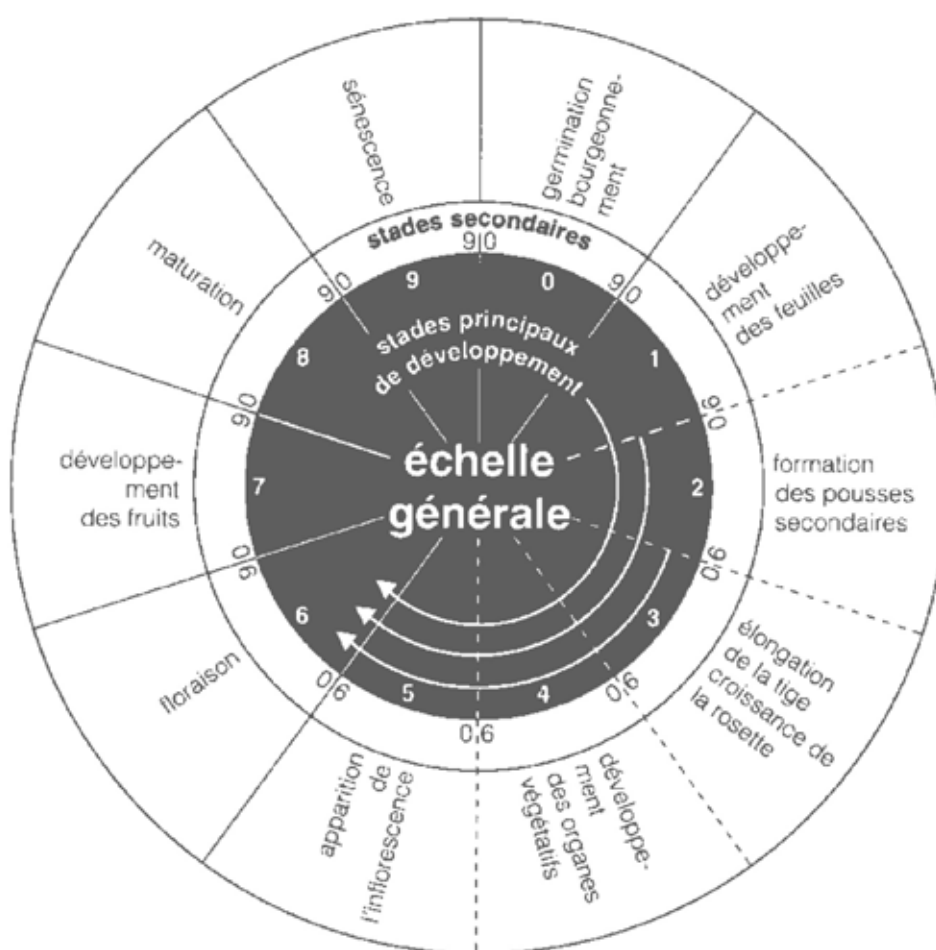 échelle
générale
stades principaux
de développement
stades secondaires
0
1
2
3
4
5
6
7
8
9
9 0
9 0
9 0
9 0
9 0
9 0
9 0
9 0
9 0
9 0
germination
bourgeonne-
ment
développe-
ment
des feuilles
formation
des pousses
secondaires
élongation
de la tige
croissance de
la rosette
développe-
ment
des organes
végétatifs
apparition
de
l'inflorescence
floraison
développe-
ment
des fruits
maturation
sénescence